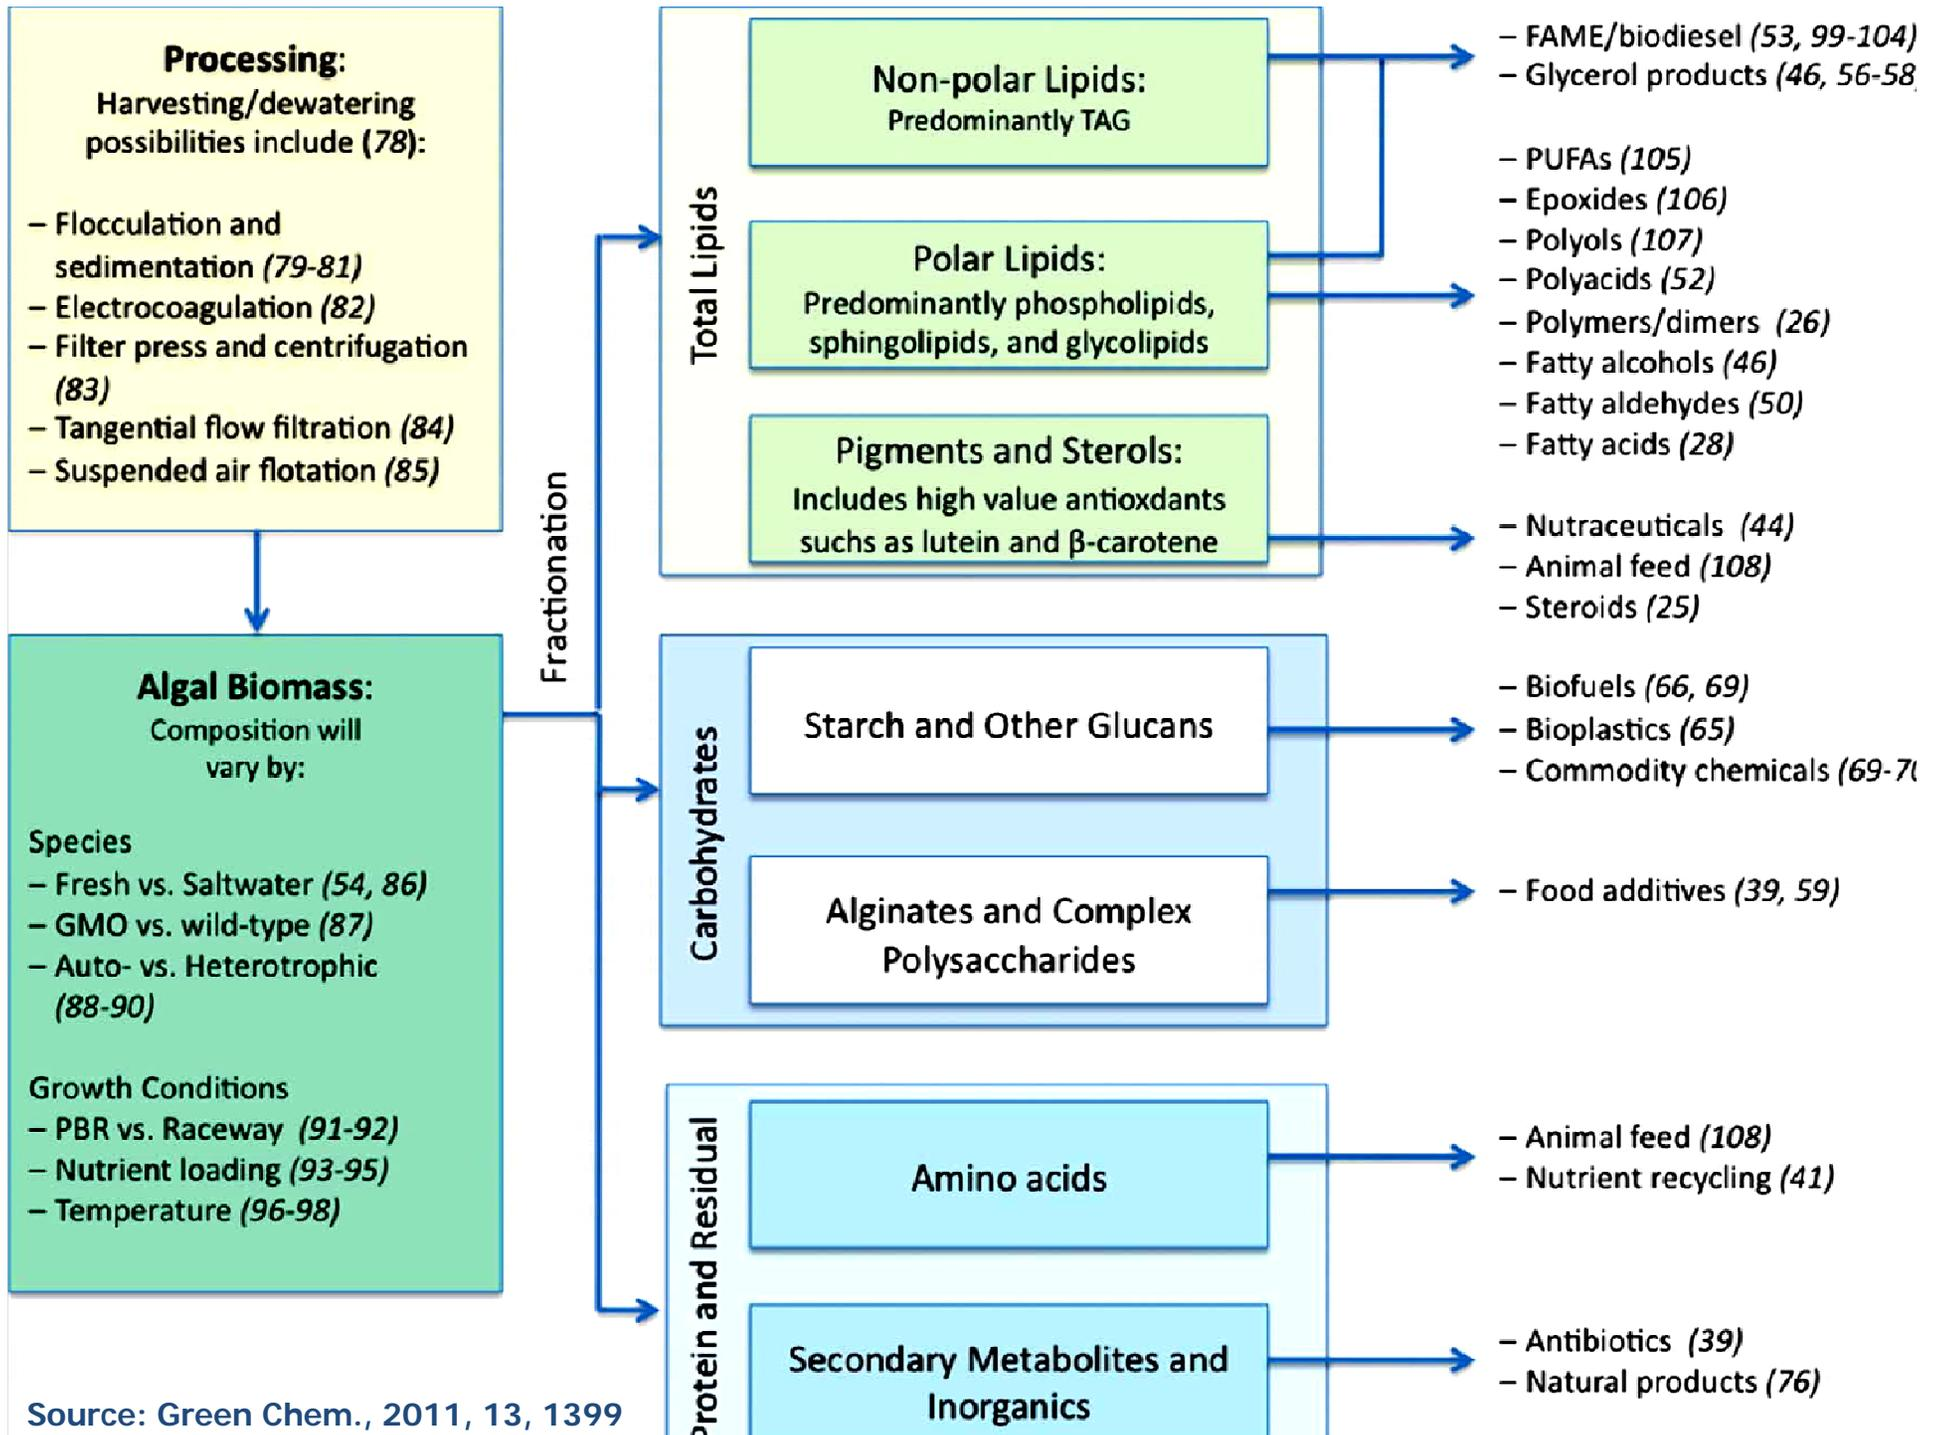 Processing:
Harvesting/dewatering
possibilities include (78):
– Flocculation and
sedimentation (79-81)
– Electrocoagulation (82)
– Filter press and centrifugation
(83)
– Tangential flow filtration (84)
– Suspended air flotation (85)
Algal Biomass:
Composition will
vary by:
Species
– Fresh vs. Saltwater (54, 86)
– GMO vs. wild-type (87)
– Auto- vs. Heterotrophic
(88-90)
Growth Conditions
– PBR vs. Raceway (91-92)
– Nutrient loading (93-95)
– Temperature (96-98)
Source: Green Chem., 2011, 13, 1399
Fractionation
Total Lipids
Non-polar Lipids:
Predominantly TAG
Polar Lipids:
Predominantly phospholipids,
sphingolipids, and glycolipids
Pigments and Sterols:
Includes high value antioxdants
suchs as lutein and β-carotene
Carbohydrates
Starch and Other Glucans
Alginates and Complex
Polysaccharides
Protein and Residual
Amino acids
Secondary Metabolites and
Inorganics
– FAME/biodiesel (53, 99-104)
– Glycerol products (46, 56-58
– PUFAs (105)
– Epoxides (106)
– Polyols (107)
– Polyacids (52)
– Polymers/dimers (26)
– Fatty alcohols (46)
– Fatty aldehydes (50)
– Fatty acids (28)
– Nutraceuticals (44)
– Animal feed (108)
– Steroids (25)
– Biofuels (66, 69)
– Bioplastics (65)
– Commodity chemicals (69-7
– Food additives (39, 59)
– Animal feed (108)
– Nutrient recycling (41)
– Antibiotics (39)
– Natural products (76)